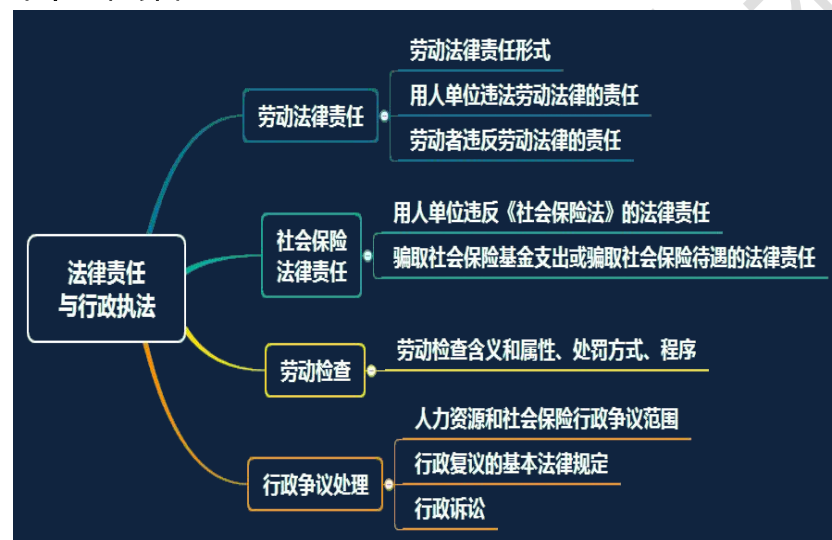 劳动法律责任形式
用人单位违法劳动法律的责任
劳动法律责任
劳动者违反劳动法律的责任
用人单位违反《社会保险法》的法律责任
社会保险
法律责任
骗取社会保险基金支出或骗取社会保险待遇的法律责任
法律责任
与行政执法
劳动检查含义和属性、处罚方式、程序
劳动检查
人力资源和社会保险行政争议范围
行政复议的基本法律规定
行政争议处理
行政诉讼